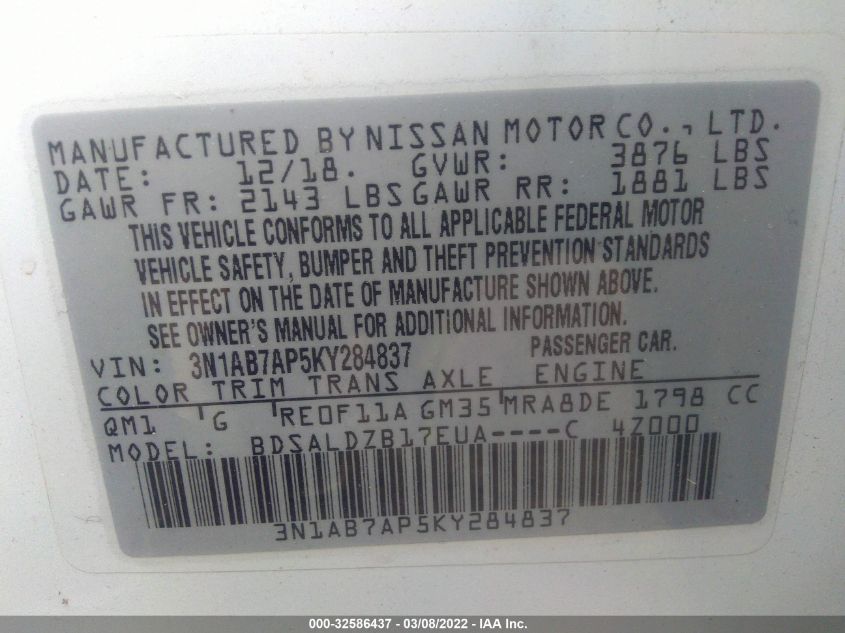 MANUFACTURED BY NISSAN MOTOR CO., LTD.
DATE: 12/18. GVWR: 3876 LBS
GAWR FR: 2143 LBS GAWR RR: 1881 LBS
THIS VEHICLE CONFORMS TO ALL APPLICABLE FEDERAL MOTOR
VEHICLE SAFETY, BUMPER AND THEFT PREVENTION STANDARDS
IN EFFECT ON THE DATE OF MANUFACTURE SHOWN ABOVE.
SEE OWNER'S MANUAL FOR ADDITIONAL INFORMATION.
VIN: 3N1AB7AP5KY284837 PASSENGER CAR.
COLOR TRIM TRANS AXLE ENGINE
QM1 G RE0F11A GM35 MRA8DE 1798 CC
MODEL: BDSALDZB17EUA----C 4Z000
3N1AB7AP5KY284837
000-32586437 - 03/08/2022 - IAA Inc.